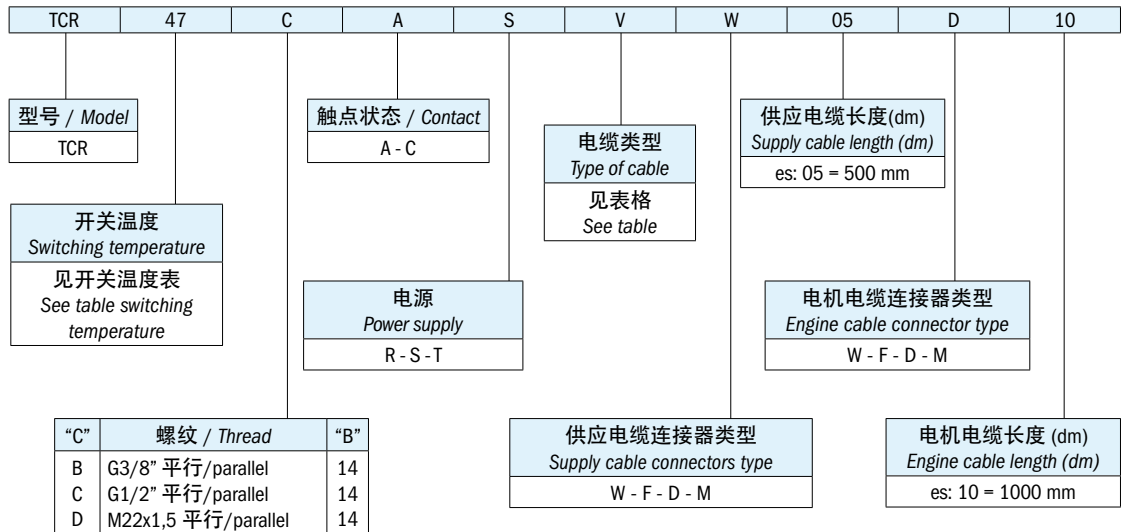 TCR 47 C A S V W 05 D 10
型号 / Model
TCR
触点状态 / Contact
A - C
电缆类型
Type of cable
见表格
See table
供应电缆长度(dm)
Supply cable length (dm)
es: 05 = 500 mm
开关温度
Switching temperature
见开关温度表
See table switching
temperature
电源
Power supply
R - S - T
电机电缆连接器类型
Engine cable connector type
W - F - D - M
“C” 螺纹 / Thread “B”
B G3/8” 平行/parallel 14
C G1/2” 平行/parallel 14
D M22x1,5 平行/parallel 14
供应电缆连接器类型
Supply cable connectors type
W - F - D - M
电机电缆长度 (dm)
Engine cable length (dm)
es: 10 = 1000 mm